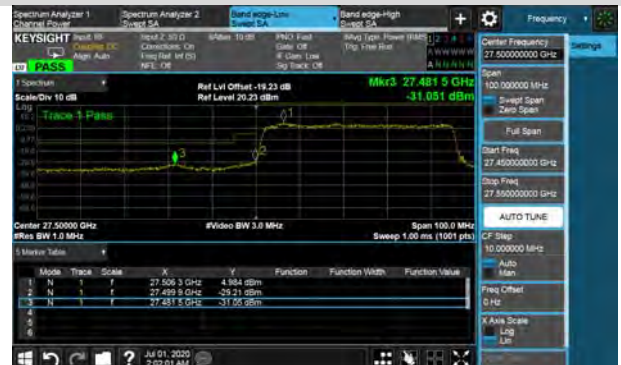 Spectrum Analyzer 1
Channel Power
Spectrum Analyzer 2
Swept SA
Band edge-Low
Swept SA
Band edge-High
Swept SA
+
Frequency
KEYSIGHT
Input: RF
Coupling: DC
Align: Auto
Input Z: 50 Ω
Corrections: On
Freq Ref: Int (S)
NFE: Off
Atten: 10 dB
PNO: Fast
Gate: Off
IF Gain: Low
Sig Track: Off
Avg Type: Power (RMS)
Trig: Free Run
LXI
PASS
1 Spectrum
Scale/Div 10 dB
Ref Lvl Offset -19.23 dB
Ref Level 20.23 dBm
Mkr3 27.481 5 GHz
-31.051 dBm
Log
Trace 1 Pass
1
2
3
Center 27.50000 GHz
#Res BW 1.0 MHz
#Video BW 3.0 MHz
Span 100.0 MHz
Sweep 1.00 ms (1001 pts)
5 Marker Table
Mode Trace Scale X Y Function Function Width Function Value
1 N 1 f 27.506 3 GHz 4.984 dBm
2 N 1 f 27.499 9 GHz -29.21 dBm
3 N 1 f 27.481 5 GHz -31.05 dBm
4
5
6
Jul 01, 2020
2:02:01 AM
Center Frequency
27.500000000 GHz
Settings
Span
100.000000 MHz
Swept Span
Zero Span
Full Span
Start Freq
27.450000000 GHz
Stop Freq
27.550000000 GHz
AUTO TUNE
CF Step
10.000000 MHz
Auto
Man
Freq Offset
0 Hz
X Axis Scale
Log
Lin